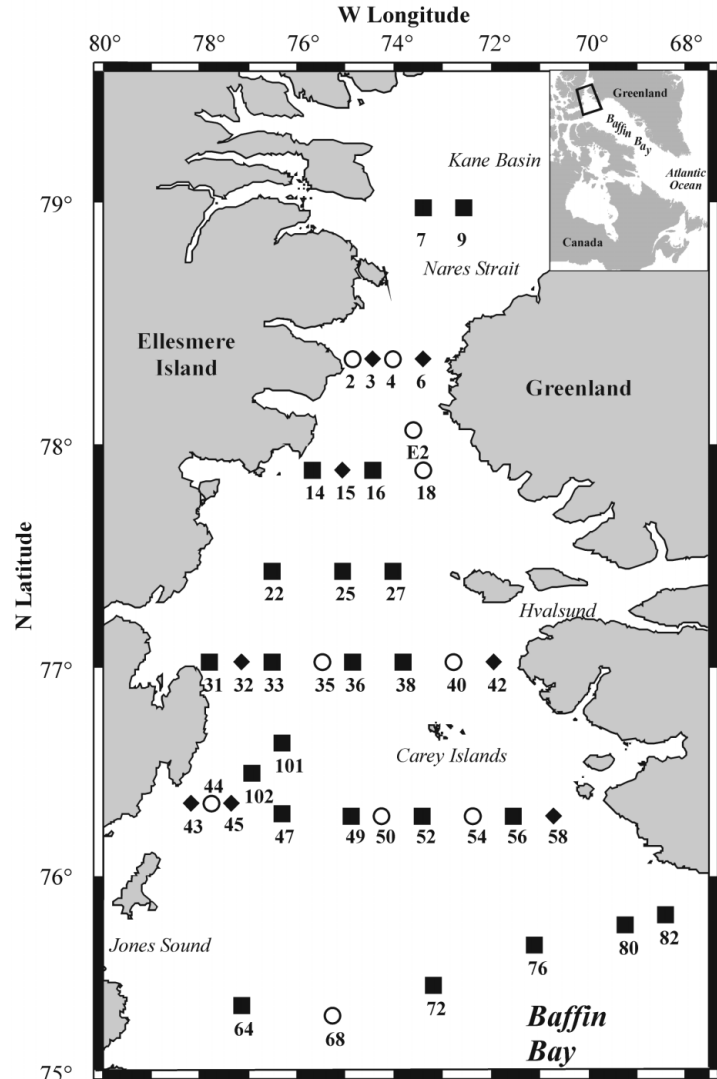 W Longitude
80° 78° 76° 74° 72° 70° 68°
Greenland
Baffin Bay
Atlantic
Ocean
Canada
Kane Basin
79°
7 9
Nares Strait
Ellesmere
Island
2 3 4 6
Greenland
78°
E2
14 15 16 18
N Latitude
22 25 27
Hvalsund
77°
31 32 33 35 36 38 40 42
101
Carey Islands
44
102
43 45 47 49 50 52 54 56 58
76°
Jones Sound
82
80
76
72
64 68
Baffin
Bay
75°